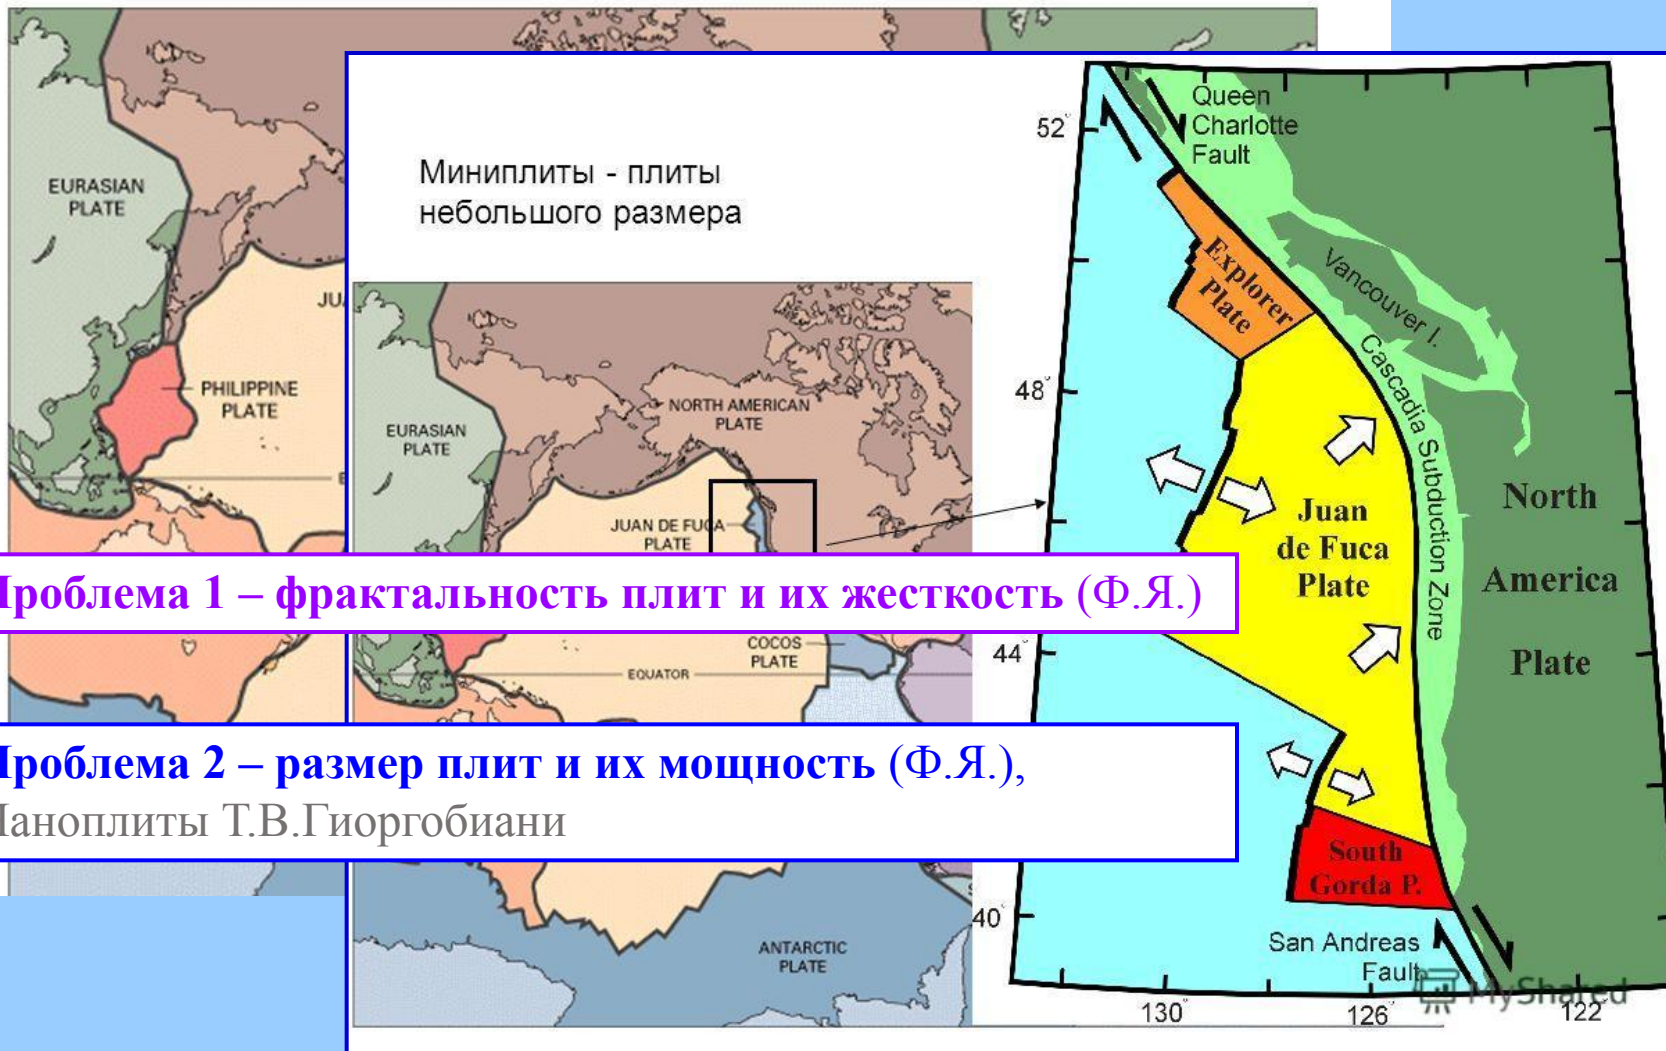 EURASIAN
PLATE
PHILIPPINE
PLATE
Миниплиты - плиты
небольшого размера
EURASIAN
PLATE
NORTH AMERICAN
PLATE
JUAN DE FUCA
PLATE
COCOS
PLATE
EQUATOR
ANTARCTIC
PLATE
52°
48°
44°
40°
130°
126°
122°
Queen
Charlotte
Fault
Explorer
Plate
Vancouver I.
Cascadia Subduction Zone
Juan
de Fuca
Plate
North
America
Plate
South
Gorda P.
San Andreas
Fault
Проблема 1 – фрактальность плит и их жесткость (Ф.Я.)
Проблема 2 – размер плит и их мощность (Ф.Я.),
Т.В.Гиоргобиани
MyShared